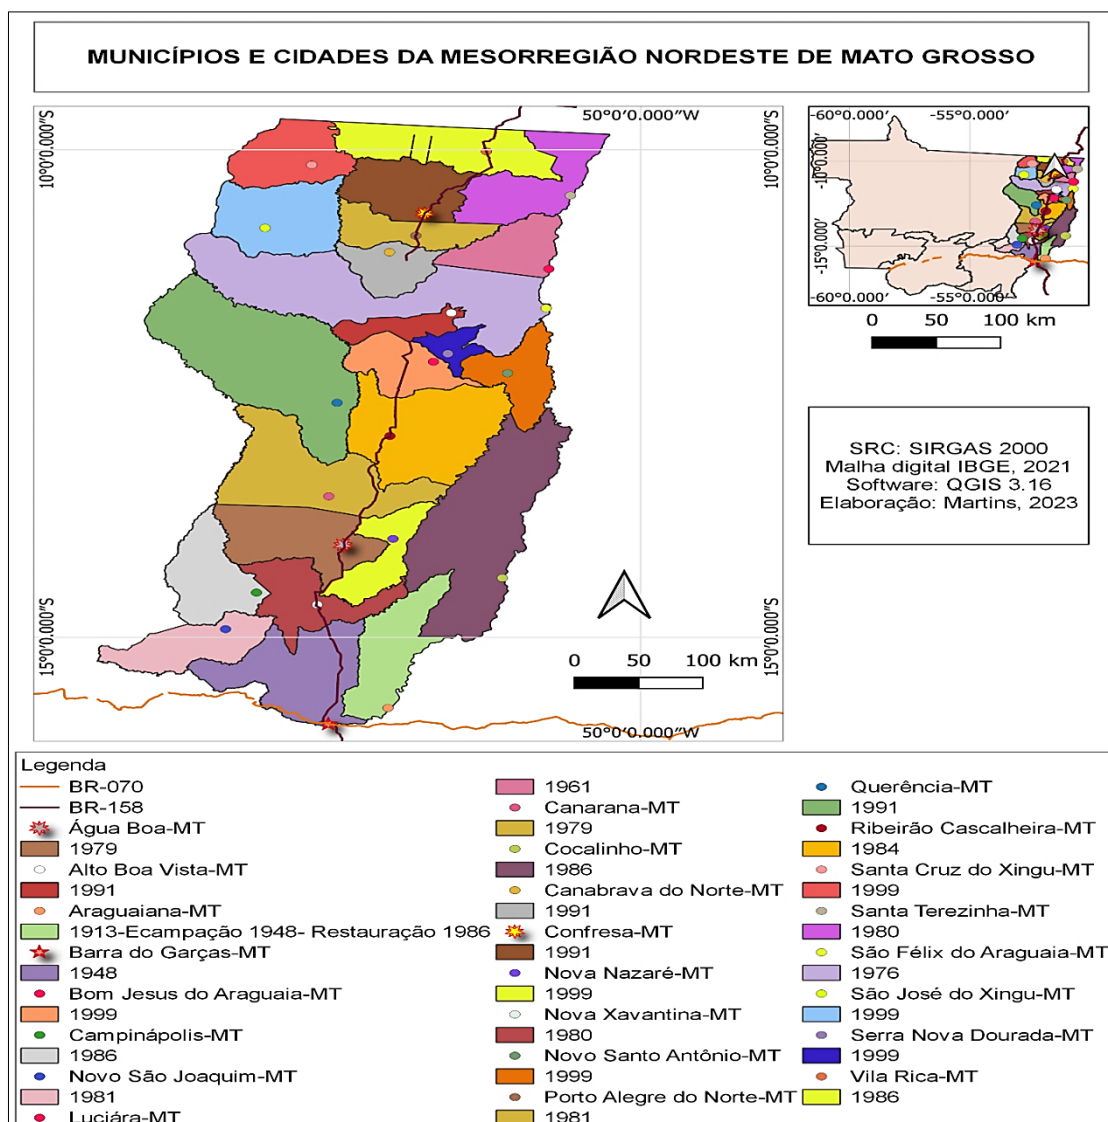 MUNICÍPIOS E CIDADES DA MESORREGIÃO NORDESTE DE MATO GROSSO
50°0'0.000"W
10°0'0.000"S
10°0'0.000"S
15°0'0.000"S
15°0'0.000"S
0 50 100 km
50°0'0.000"W
-60°0.000' -55°0.000'
-10°0.000'
-15°0.000'
-60°0.000' -55°0.000'
0 50 100 km
SRC: SIRGAS 2000
Malha digital IBGE, 2021
Software: QGIS 3.16
Elaboração: Martins, 2023
Legenda
BR-070
BR-158
Água Boa-MT
1979
Alto Boa Vista-MT
1991
Araguaiana-MT
1913-Ecampação 1948- Restauração 1986
Barra do Garças-MT
1948
Bom Jesus do Araguaia-MT
1999
Campinápolis-MT
1986
Novo São Joaquim-MT
1981
Luciára-MT
1961
Canarana-MT
1979
Cocalinho-MT
1986
Canabrava do Norte-MT
1991
Confresa-MT
1991
Nova Nazaré-MT
1999
Nova Xavantina-MT
1980
Novo Santo Antônio-MT
1999
Porto Alegre do Norte-MT
1981
Querência-MT
1991
Ribeirão Cascalheira-MT
1984
Santa Cruz do Xingu-MT
1999
Santa Terezinha-MT
1980
São Félix do Araguaia-MT
1976
São José do Xingu-MT
1999
Serra Nova Dourada-MT
1999
Vila Rica-MT
1986